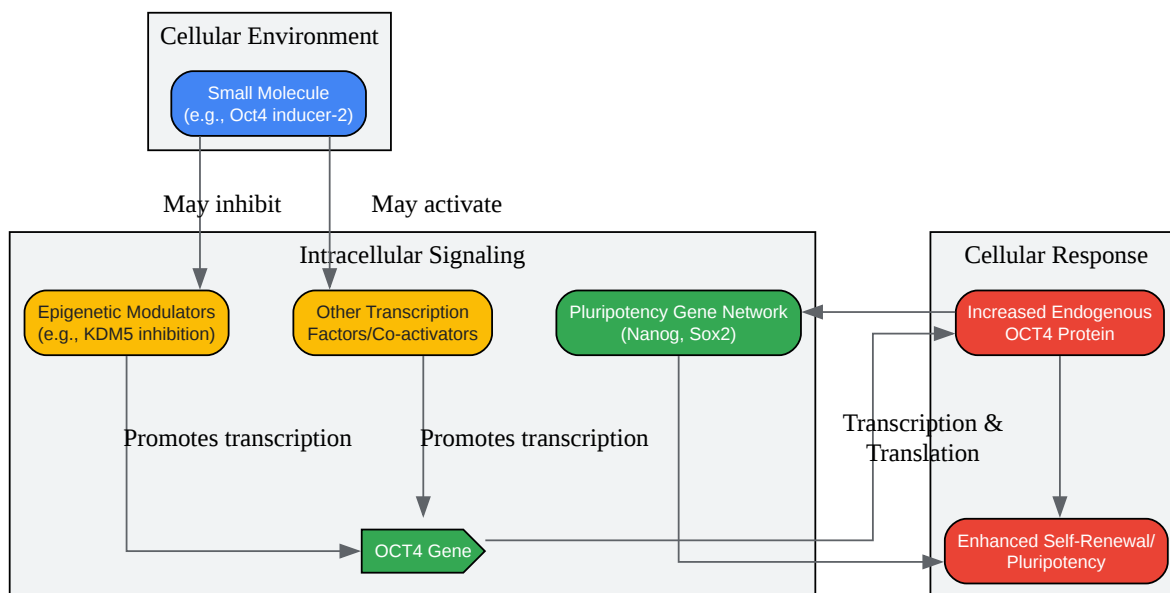 Cellular Environment
Small Molecule
(e.g., Oct4 inducer-2)
May inhibit
May activate
Intracellular Signaling
Cellular Response
Epigenetic Modulators
(e.g., KDM5 inhibition)
Other Transcription
Factors/Co-activators
Pluripotency Gene Network
(Nanog, Sox2)
Increased Endogenous
OCT4 Protein
Promotes transcription
Promotes transcription
Transcription &
Translation
OCT4 Gene
Enhanced Self-Renewal/
Pluripotency